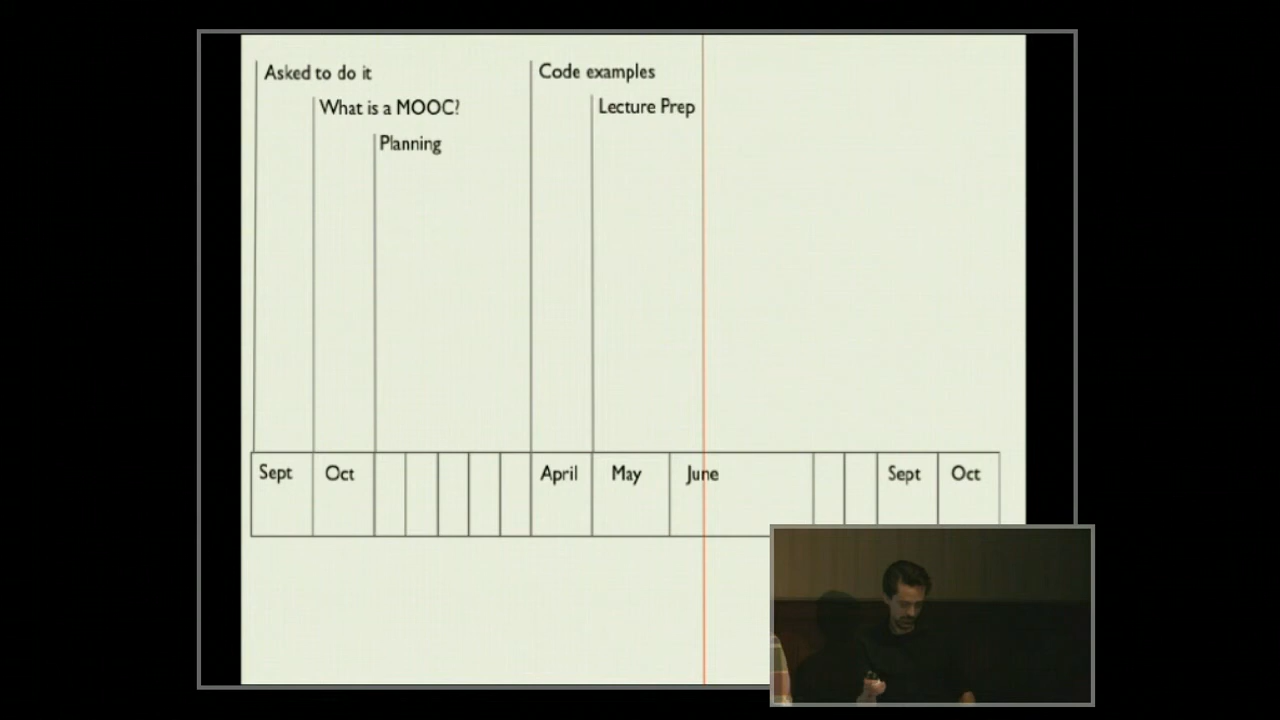 Asked to do it
Code examples
What is a MOOC?
Lecture Prep
Planning
Sept
Oct
April
May
June
Sept
Oct